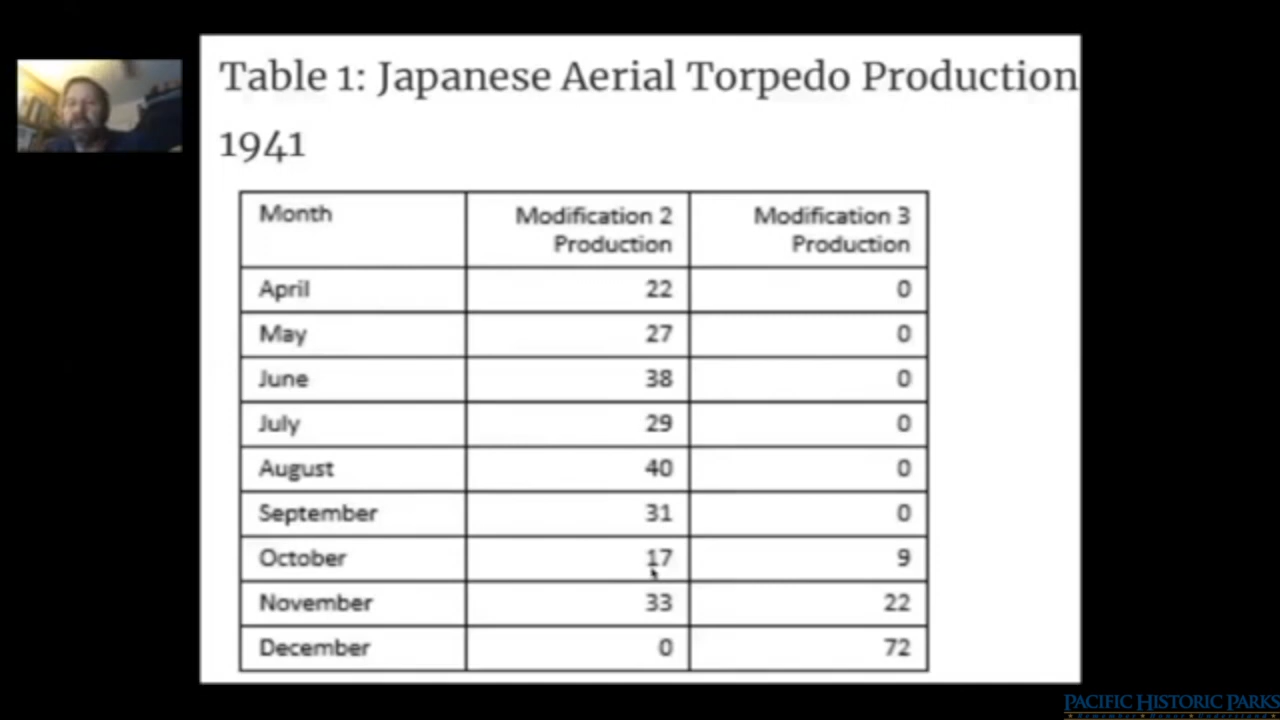 Table 1: Japanese Aerial Torpedo Production
1941
Month Modification 2 Production Modification 3 Production
April 22 0
May 27 0
June 38 0
July 29 0
August 40 0
September 31 0
October 17 9
November 33 22
December 0 72
PACIFIC HISTORIC PARKS